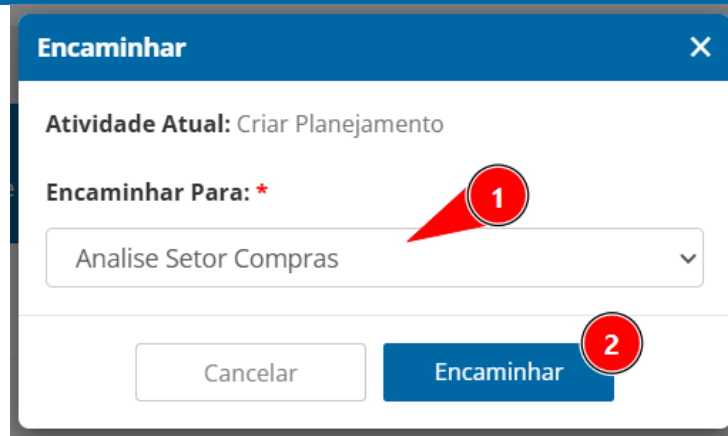 Encaminhar
Atividade Atual: Criar Planejamento
Encaminhar Para: *
1
Analise Setor Compras
2
Cancelar
Encaminhar